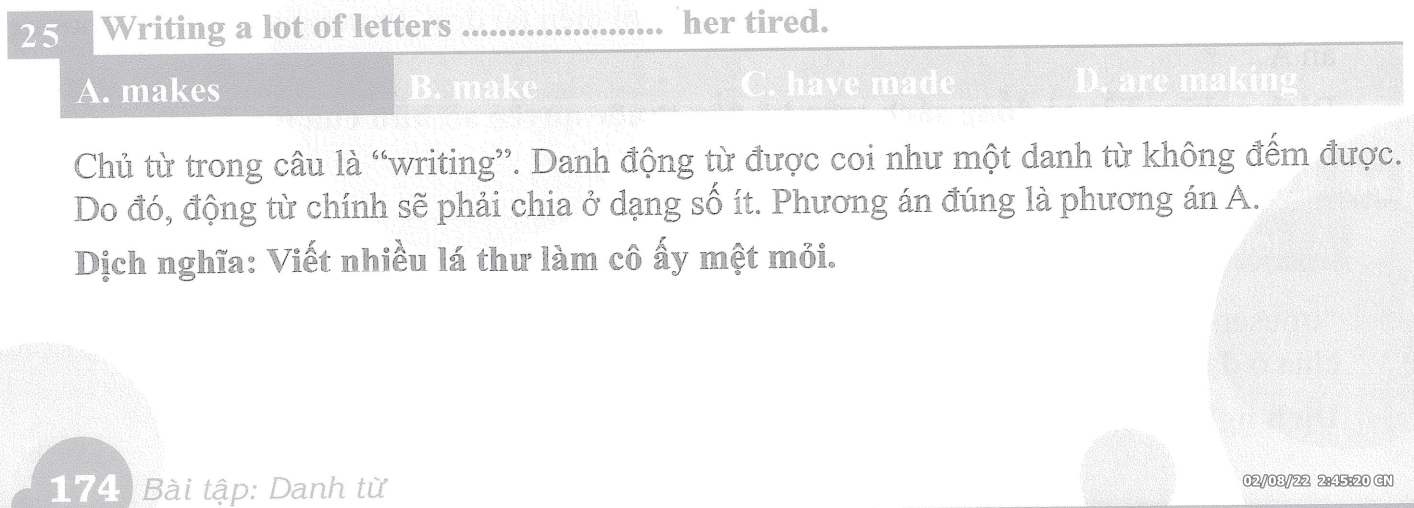 25 Writing a lot of letters ...................... her tired.
A. makes B. make C. have made D. are making
Chủ từ trong câu là “writing”. Danh động từ được coi như một danh từ không đếm được.
Do đó, động từ chính sẽ phải chia ở dạng số ít. Phương án đúng là phương án A.
Dịch nghĩa: Viết nhiều lá thư làm cô ấy mệt mỏi.
174 Bài tập: Danh từ
02/08/22 2:45:20 CN